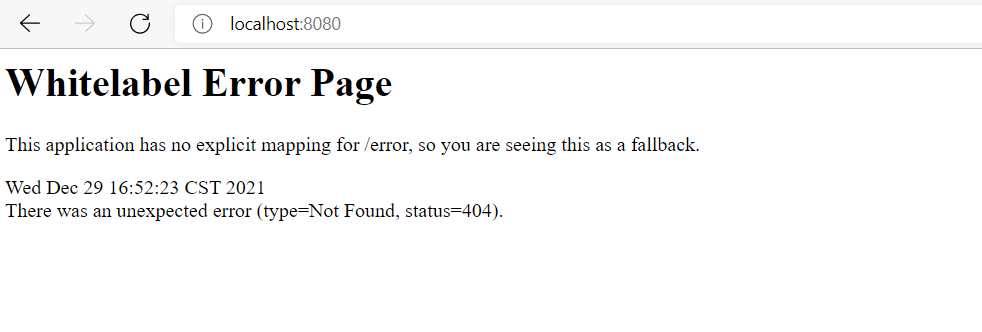 localhost:8080
Whitelabel Error Page
This application has no explicit mapping for /error, so you are seeing this as a fallback.
Wed Dec 29 16:52:23 CST 2021
There was an unexpected error (type=Not Found, status=404).